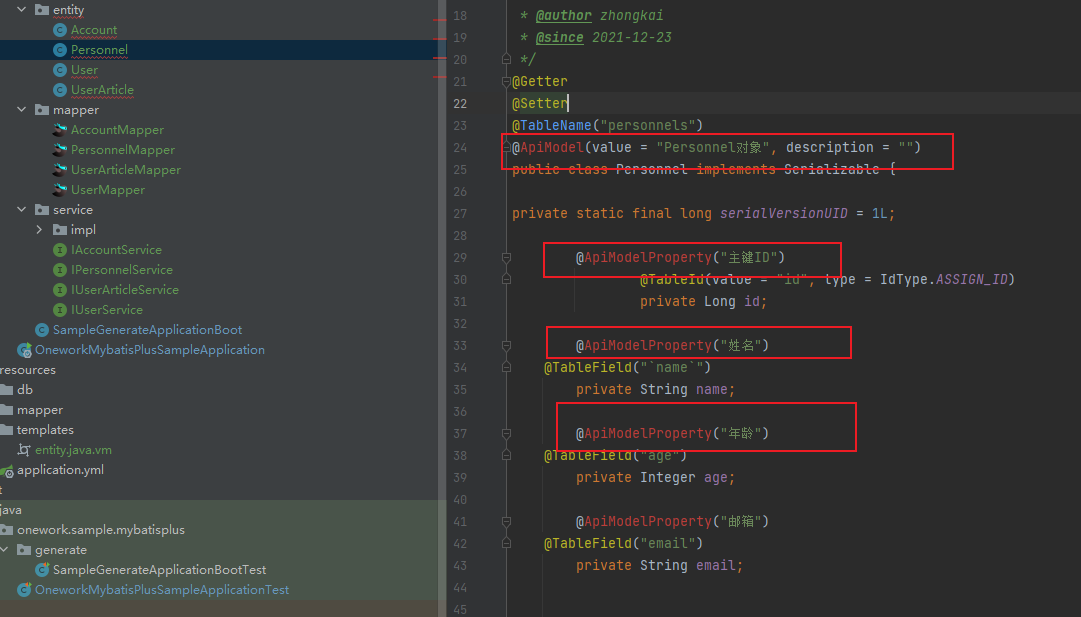 entity
Account
Personnel
User
UserArticle
mapper
AccountMapper
PersonnelMapper
UserArticleMapper
UserMapper
service
impl
IAccountService
IPersonnelService
IUserArticleService
IUserService
SampleGenerateApplicationBoot
OneworkMybatisPlusSampleApplication
resources
db
mapper
templates
entity.java.vm
application.yml
t
java
onework.sample.mybatisplus
generate
SampleGenerateApplicationBootTest
OneworkMybatisPlusSampleApplicationTest
18 * @author zhongkai
19 * @since 2021-12-23
20 */
21 @Getter
22 @Setter
23 @TableName("personnels")
24 @ApiModel(value = "Personnel对象", description = "")
25 public class Personnel implements Serializable {
26
27 private static final long serialVersionUID = 1L;
28
29 @ApiModelProperty("主键ID")
30 @TableId(value = "id", type = IdType.ASSIGN_ID)
31 private Long id;
32
33 @ApiModelProperty("姓名")
34 @TableField("`name`")
35 private String name;
36
37 @ApiModelProperty("年龄")
38 @TableField("age")
39 private Integer age;
40
41 @ApiModelProperty("邮箱")
42 @TableField("email")
43 private String email;
44
45